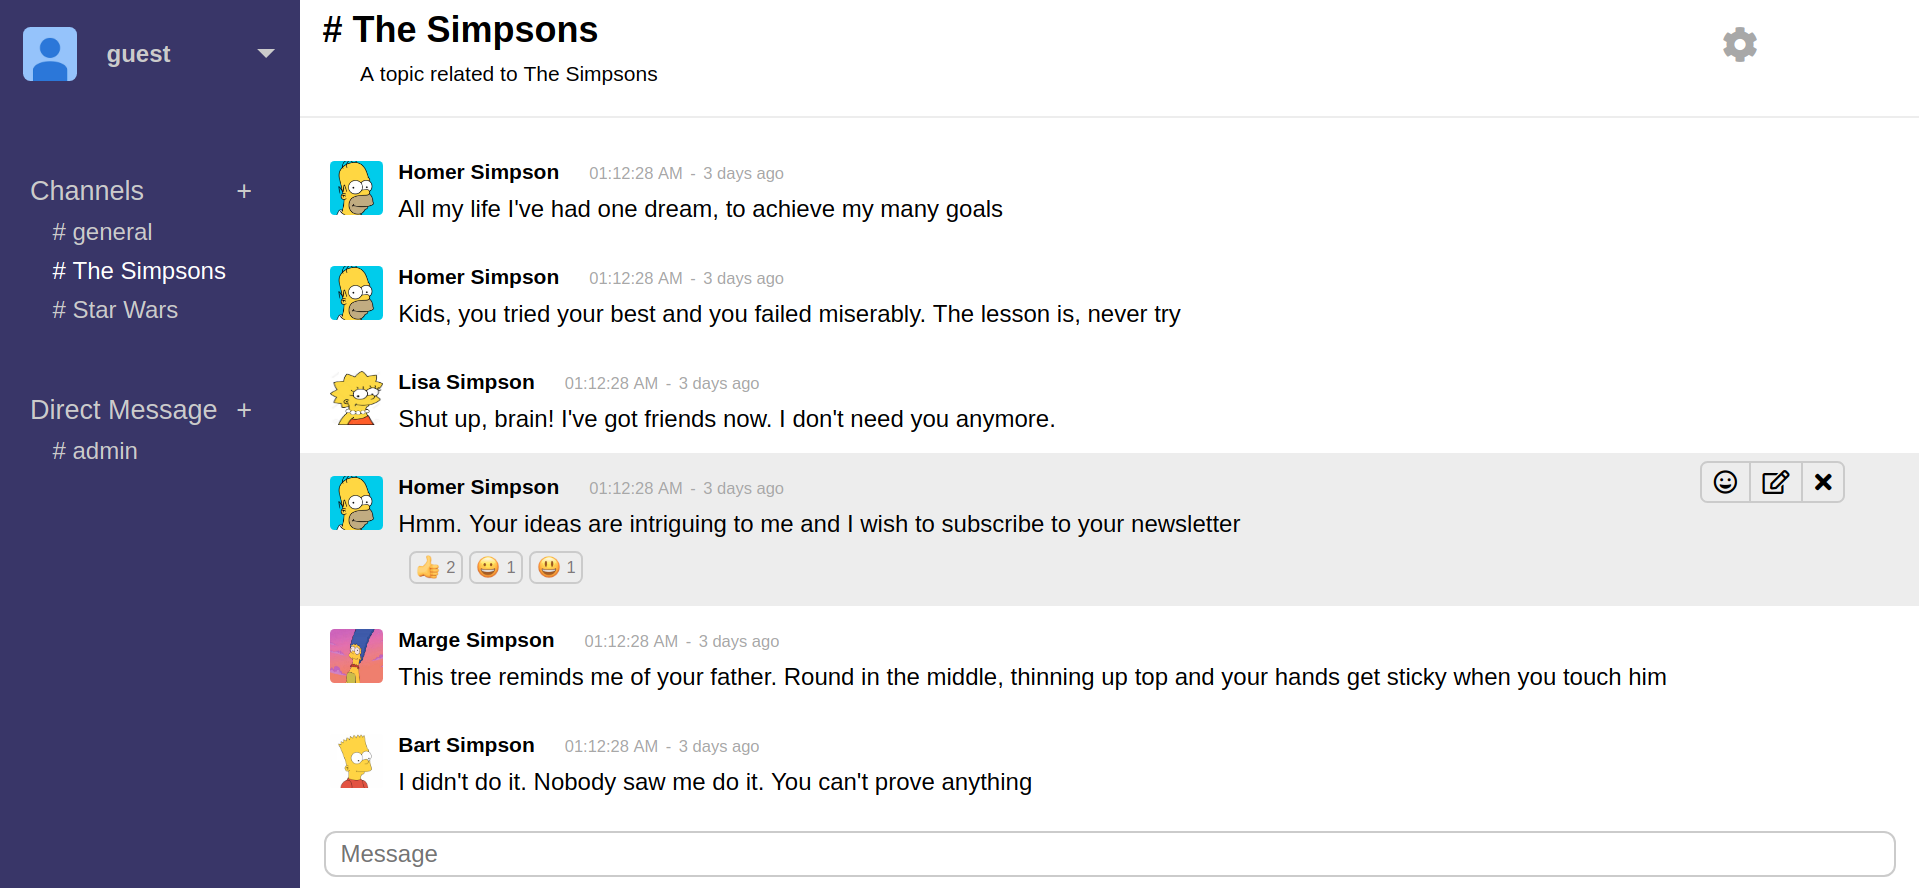 guest
Channels +
# general
# The Simpsons
# Star Wars
Direct Message +
# admin
# The Simpsons
A topic related to The Simpsons
Homer Simpson 01:12:28 AM - 3 days ago
All my life I've had one dream, to achieve my many goals
Homer Simpson 01:12:28 AM - 3 days ago
Kids, you tried your best and you failed miserably. The lesson is, never try
Lisa Simpson 01:12:28 AM - 3 days ago
Shut up, brain! I've got friends now. I don't need you anymore.
Homer Simpson 01:12:28 AM - 3 days ago
Hmm. Your ideas are intriguing to me and I wish to subscribe to your newsletter
👍 2 😀 1 😃 1
Marge Simpson 01:12:28 AM - 3 days ago
This tree reminds me of your father. Round in the middle, thinning up top and your hands get sticky when you touch him
Bart Simpson 01:12:28 AM - 3 days ago
I didn't do it. Nobody saw me do it. You can't prove anything
Message